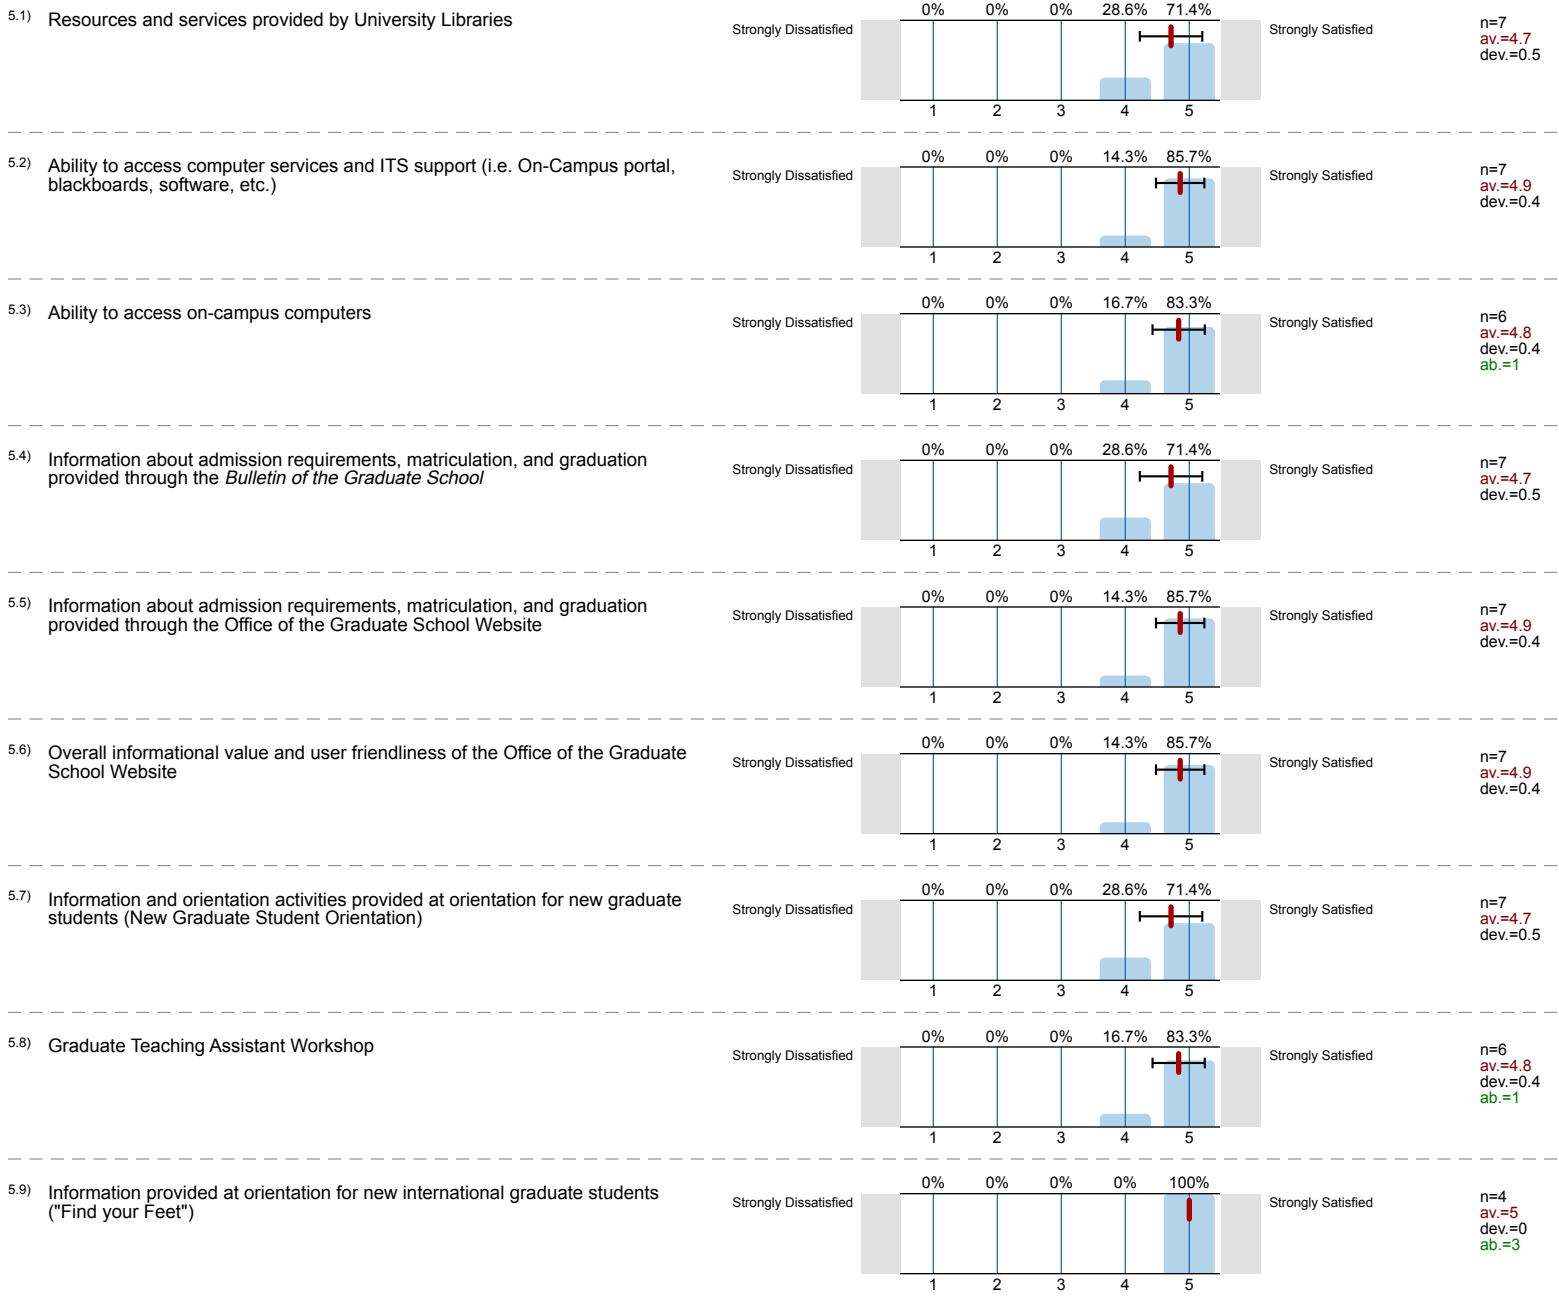 5.1) Resources and services provided by University Libraries
0% 0% 0% 28.6% 71.4%
Strongly Dissatisfied Strongly Satisfied
n=7
av.=4.7
dev.=0.5
1 2 3 4 5
5.2) Ability to access computer services and ITS support (i.e. On-Campus portal,
blackboards, software, etc.)
0% 0% 0% 14.3% 85.7%
Strongly Dissatisfied Strongly Satisfied
n=7
av.=4.9
dev.=0.4
1 2 3 4 5
5.3) Ability to access on-campus computers
0% 0% 0% 16.7% 83.3%
Strongly Dissatisfied Strongly Satisfied
n=6
av.=4.8
dev.=0.4
ab.=1
1 2 3 4 5
5.4) Information about admission requirements, matriculation, and graduation
provided through the Bulletin of the Graduate School
0% 0% 0% 28.6% 71.4%
Strongly Dissatisfied Strongly Satisfied
n=7
av.=4.7
dev.=0.5
1 2 3 4 5
5.5) Information about admission requirements, matriculation, and graduation
provided through the Office of the Graduate School Website
0% 0% 0% 14.3% 85.7%
Strongly Dissatisfied Strongly Satisfied
n=7
av.=4.9
dev.=0.4
1 2 3 4 5
5.6) Overall informational value and user friendliness of the Office of the Graduate
School Website
0% 0% 0% 14.3% 85.7%
Strongly Dissatisfied Strongly Satisfied
n=7
av.=4.9
dev.=0.4
1 2 3 4 5
5.7) Information and orientation activities provided at orientation for new graduate
students (New Graduate Student Orientation)
0% 0% 0% 28.6% 71.4%
Strongly Dissatisfied Strongly Satisfied
n=7
av.=4.7
dev.=0.5
1 2 3 4 5
5.8) Graduate Teaching Assistant Workshop
0% 0% 0% 16.7% 83.3%
Strongly Dissatisfied Strongly Satisfied
n=6
av.=4.8
dev.=0.4
ab.=1
1 2 3 4 5
5.9) Information provided at orientation for new international graduate students
("Find your Feet")
0% 0% 0% 0% 100%
Strongly Dissatisfied Strongly Satisfied
n=4
av.=5
dev.=0
ab.=3
1 2 3 4 5